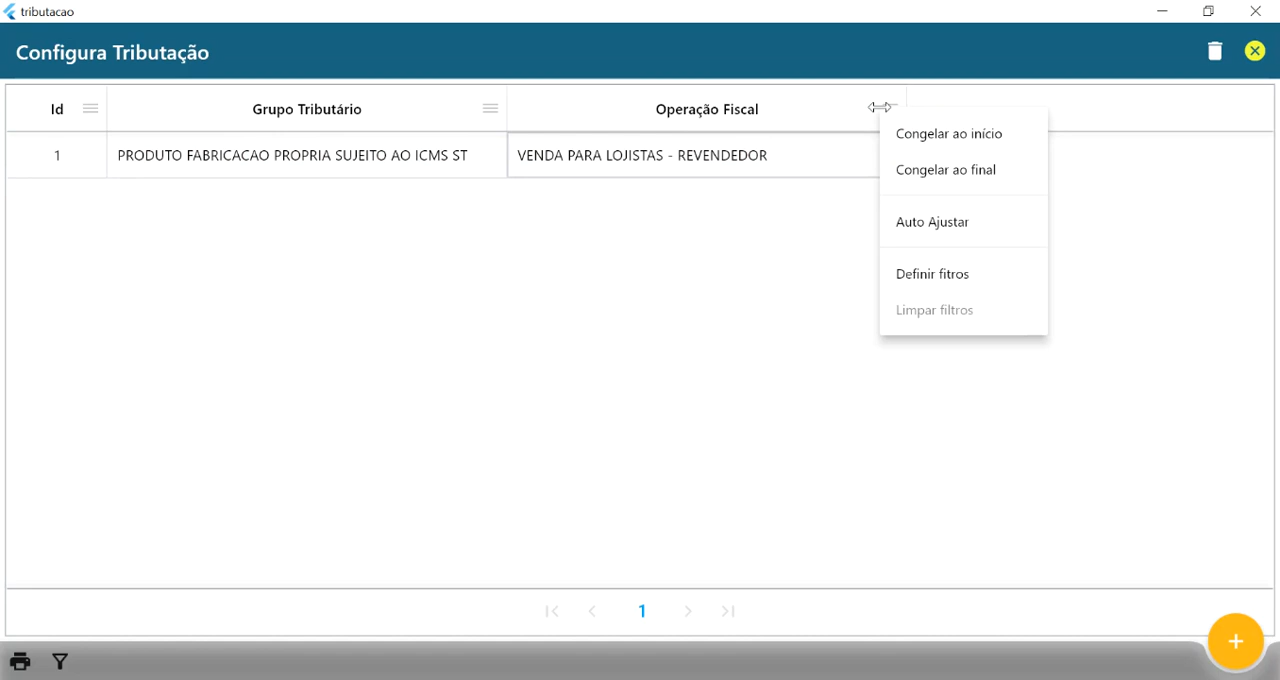 tributacao
Configura Tributação
Id
Grupo Tributário
Operação Fiscal
1
PRODUTO FABRICACAO PROPRIA SUJEITO AO ICMS ST
VENDA PARA LOJISTAS - REVENDEDOR
Congelar ao início
Congelar ao final
Auto Ajustar
Definir fitros
Limpar filtros
1